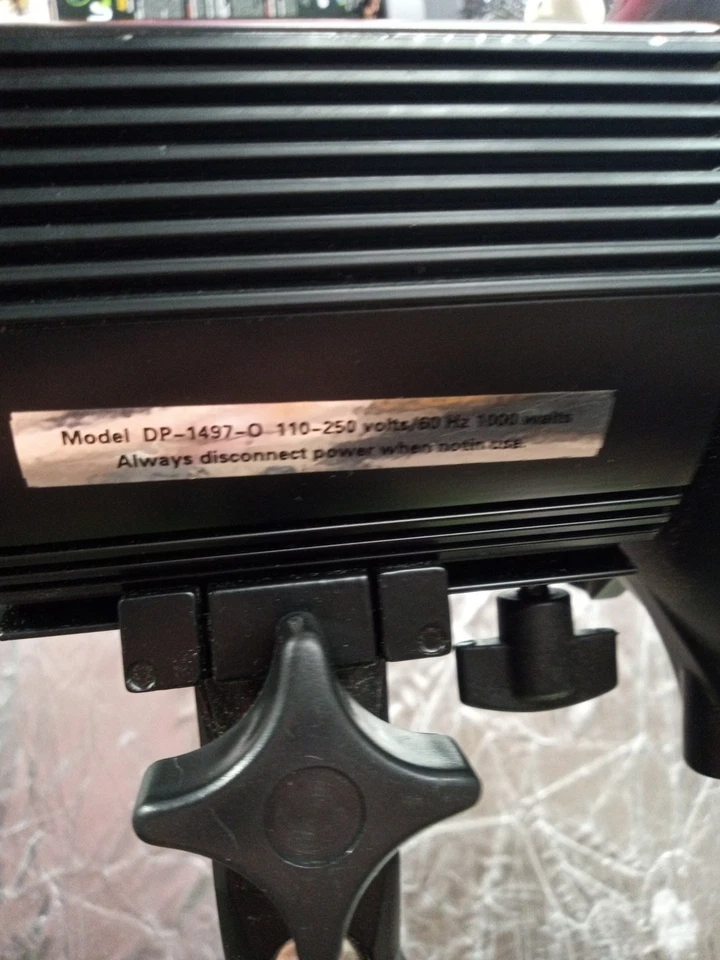 Model DP-1497-O 110-250 volts/60 Hz 1000 watts
Always disconnect power when notin use.